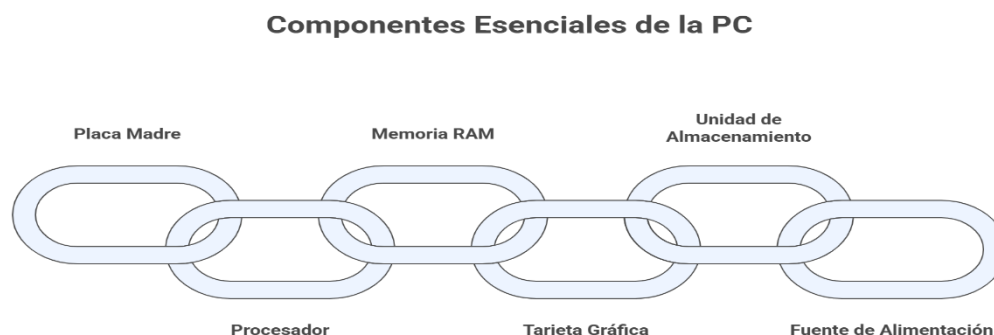 Componentes Esenciales de la PC
Placa Madre
Memoria RAM
Unidad de
Almacenamiento
Procesador
Tarjeta Gráfica
Fuente de Alimentación